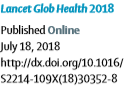 Lancet Glob Health 2018
Published Online
July 18, 2018
http://dx.doi.org/10.1016/
S2214-109X(18)30352-8